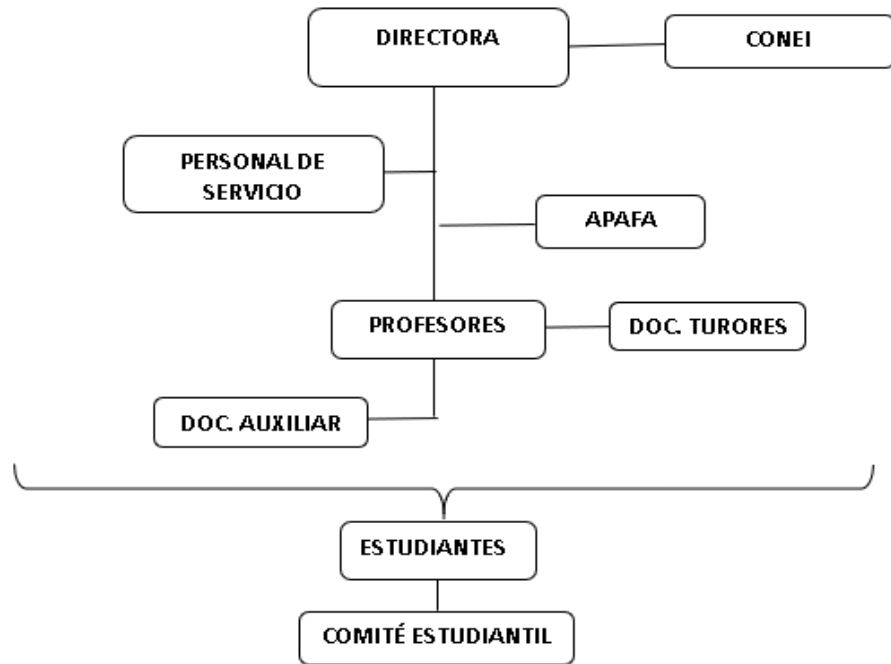 DIRECTORA
CONEI
PERSONAL DE
SERVICIO
APAFA
PROFESORES
DOC. TURORES
DOC. AUXILIAR
ESTUDIANTES
COMITÉ ESTUDIANTIL